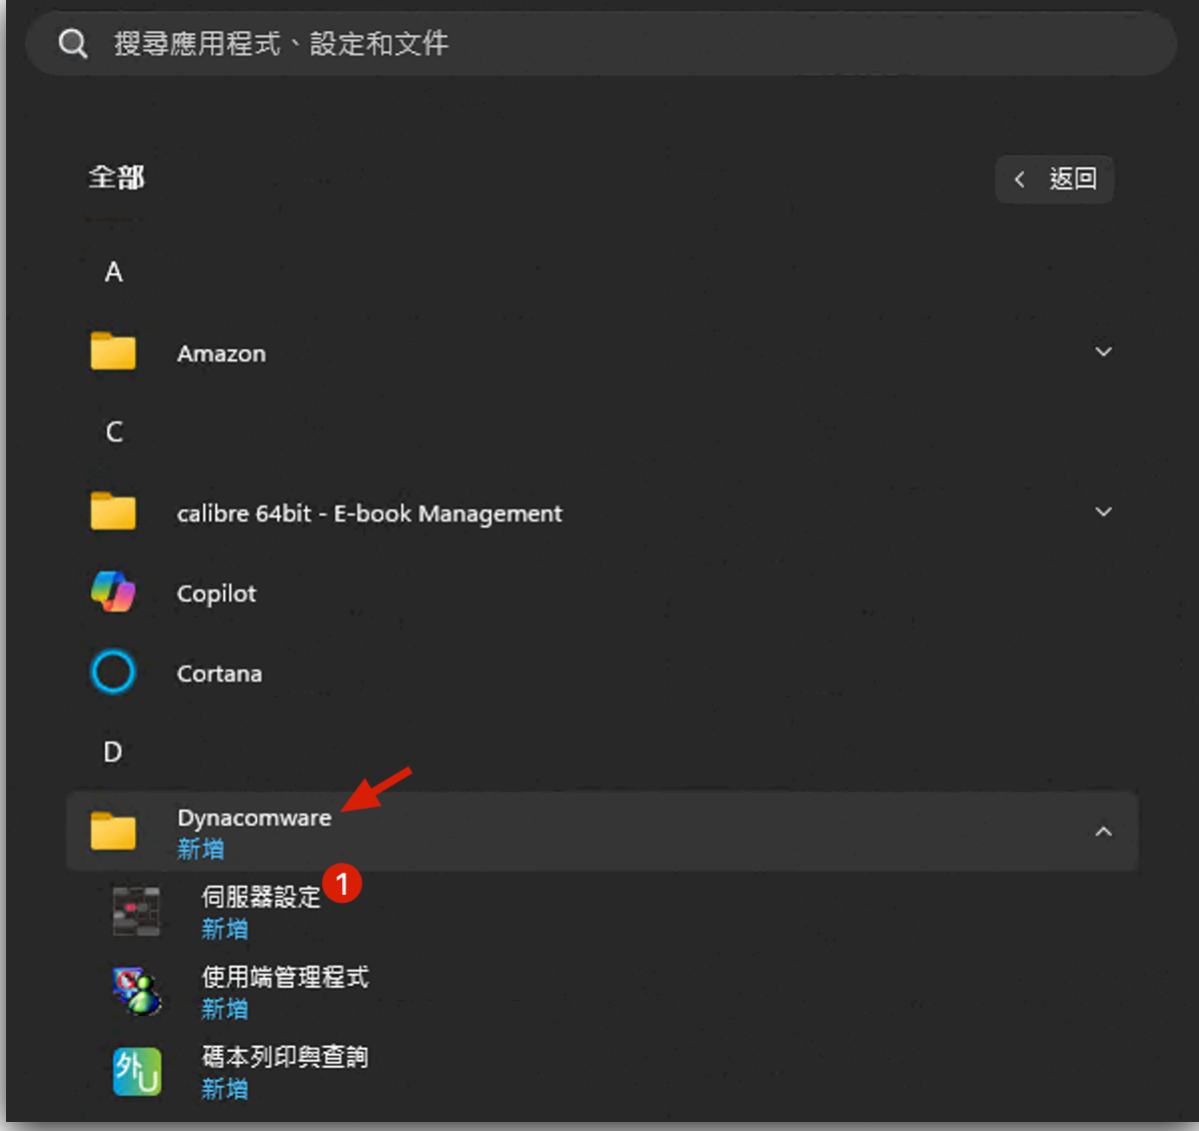 搜尋應用程式、設定和文件
全部
返回
A
Amazon
C
calibre 64bit - E-book Management
Copilot
Cortana
D
Dynacomware
新增
伺服器設定
1
新增
使用端管理程式
新增
外U
碼本列印與查詢
新增